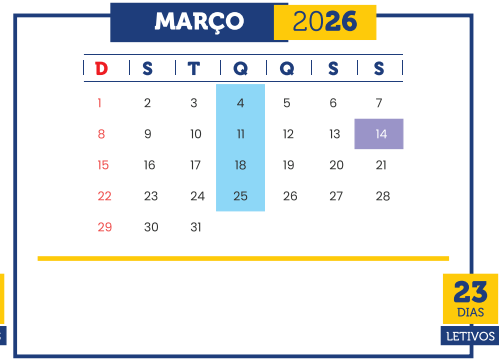 MARÇO 2026
D S T Q Q S S
1 2 3 4 5 6 7
8 9 10 11 12 13 14
15 16 17 18 19 20 21
22 23 24 25 26 27 28
29 30 31
23
DIAS
LETIVOS